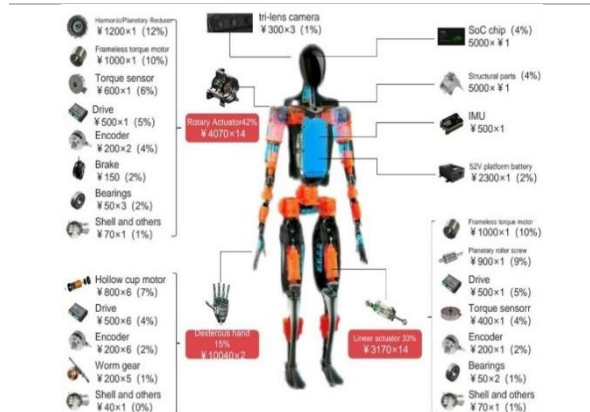 Harmonic/Planetary Reducer
¥1200×1 (12%)
Frameless torque motor
¥1000×1 (10%)
Torque sensor
¥600×1 (6%)
Drive
¥500×1 (5%)
Encoder
¥200×2 (4%)
Brake
¥150 (2%)
Bearings
¥50×3 (2%)
Shell and others
¥70×1 (1%)
Rotary Actuator42%
¥4070×14
tri-lens camera
¥300×3 (1%)
SoC chip (4%)
5000×¥1
Structural parts (4%)
5000×¥1
IMU
¥500×1
52V platform battery
¥2300×1 (2%)
Hollow cup motor
¥800×6 (7%)
Drive
¥500×6 (4%)
Encoder
¥200×6 (2%)
Worm gear
¥200×5 (1%)
Shell and others
¥40×1 (0%)
Dexterous hand
15%
¥10040×2
Linear actuator 33%
¥3170×14
Frameless torque motor
¥1000×1 (10%)
Planetary roller screw
¥900×1 (9%)
Drive
¥500×1 (5%)
Torque sensorr
¥400×1 (4%)
Encoder
¥200×1 (2%)
Bearings
¥50×2 (1%)
Shell and others
¥70×1 (1%)